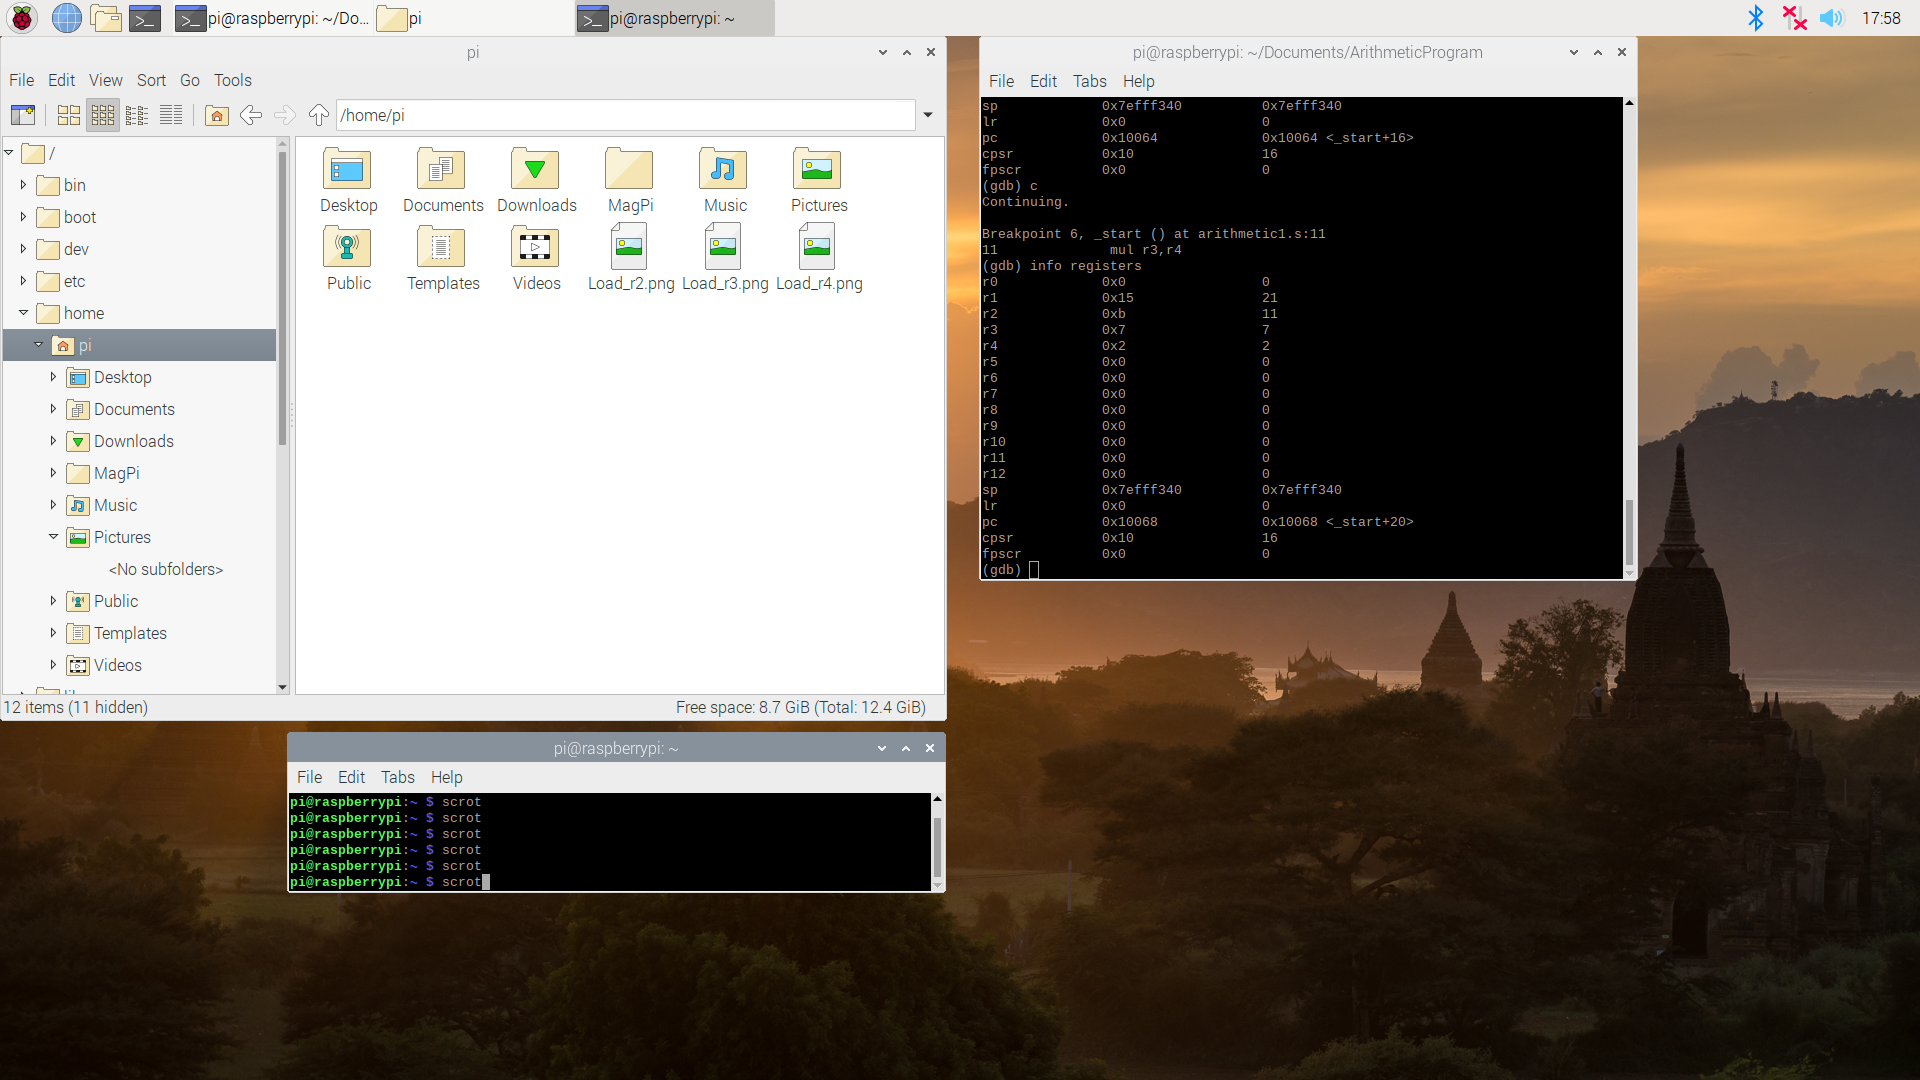 pi@raspberrypi: ~/Do...
pi
pi@raspberrypi: ~
17:58
pi
File Edit View Sort Go Tools
/home/pi
/
bin
boot
dev
etc
home
pi
Desktop
Documents
Downloads
MagPi
Music
Pictures
<No subfolders>
Public
Templates
Videos
Desktop Documents Downloads MagPi Music Pictures
Public Templates Videos Load_r2.png Load_r3.png Load_r4.png
12 items (11 hidden)
Free space: 8.7 GiB (Total: 12.4 GiB)
pi@raspberrypi: ~/Documents/ArithmeticProgram
File Edit Tabs Help
sp 0x7efff340 0x7efff340
lr 0x0 0
pc 0x10064 0x10064 <_start+16>
cpsr 0x10 16
fpscr 0x0 0
(gdb) c
Continuing.
Breakpoint 6, _start () at arithmetic1.s:11
11 mul r3,r4
(gdb) info registers
r0 0x0 0
r1 0x15 21
r2 0xb 11
r3 0x7 7
r4 0x2 2
r5 0x0 0
r6 0x0 0
r7 0x0 0
r8 0x0 0
r9 0x0 0
r10 0x0 0
r11 0x0 0
r12 0x0 0
sp 0x7efff340 0x7efff340
lr 0x0 0
pc 0x10068 0x10068 <_start+20>
cpsr 0x10 16
fpscr 0x0 0
(gdb)
pi@raspberrypi: ~
File Edit Tabs Help
pi@raspberrypi:~ $ scrot
pi@raspberrypi:~ $ scrot
pi@raspberrypi:~ $ scrot
pi@raspberrypi:~ $ scrot
pi@raspberrypi:~ $ scrot
pi@raspberrypi:~ $ scrot